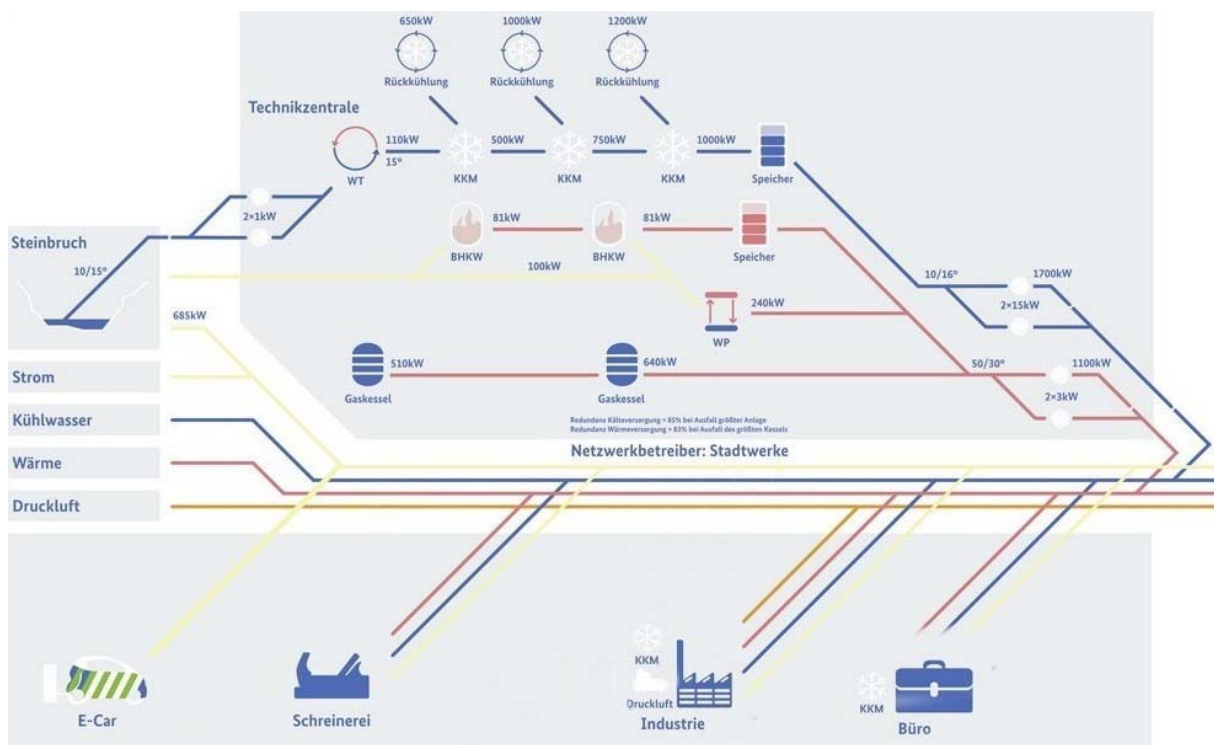 650kW
1000kW
1200kW
Rückkühlung
Rückkühlung
Rückkühlung
Technikzentrale
110kW
15°
500kW
750kW
1000kW
WT
KKM
KKM
KKM
Speicher
2×1kW
81kW
81kW
Steinbruch
BHKW
BHKW
Speicher
10/15°
100kW
10/16°
1700kW
240kW
2×15kW
685kW
WP
510kW
640kW
50/30°
1100kW
Strom
Gaskessel
Gaskessel
2×3kW
Kühlwasser
Redundanz Kälteversorgung = 85% bei Ausfall größter Anlage
Redundanz Wärmeversorgung = 83% bei Ausfall des größten Kessels
Netzwerkbetreiber: Stadtwerke
Wärme
Druckluft
KKM
Druckluft
KKM
E-Car
Schreinerei
Industrie
Büro